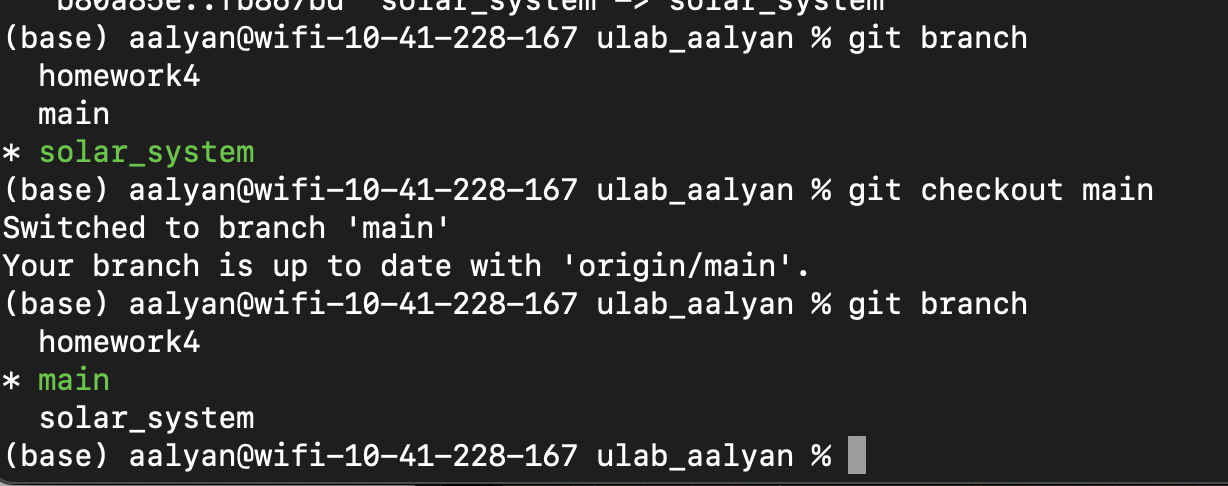 b80a85e..fb867bd  solar_system -> solar_system
(base) aalyan@wifi-10-41-228-167 ulab_aalyan % git branch
  homework4
  main
* solar_system
(base) aalyan@wifi-10-41-228-167 ulab_aalyan % git checkout main
Switched to branch 'main'
Your branch is up to date with 'origin/main'.
(base) aalyan@wifi-10-41-228-167 ulab_aalyan % git branch
  homework4
* main
  solar_system
(base) aalyan@wifi-10-41-228-167 ulab_aalyan %